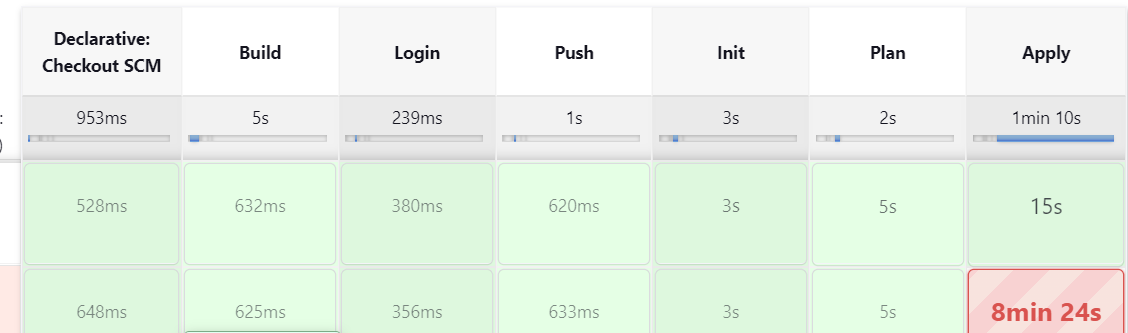 Declarative: Checkout SCM Build Login Push Init Plan Apply
: 953ms 5s 239ms 1s 3s 2s 1min 10s
)
528ms 632ms 380ms 620ms 3s 5s 15s
648ms 625ms 356ms 633ms 3s 5s 8min 24s